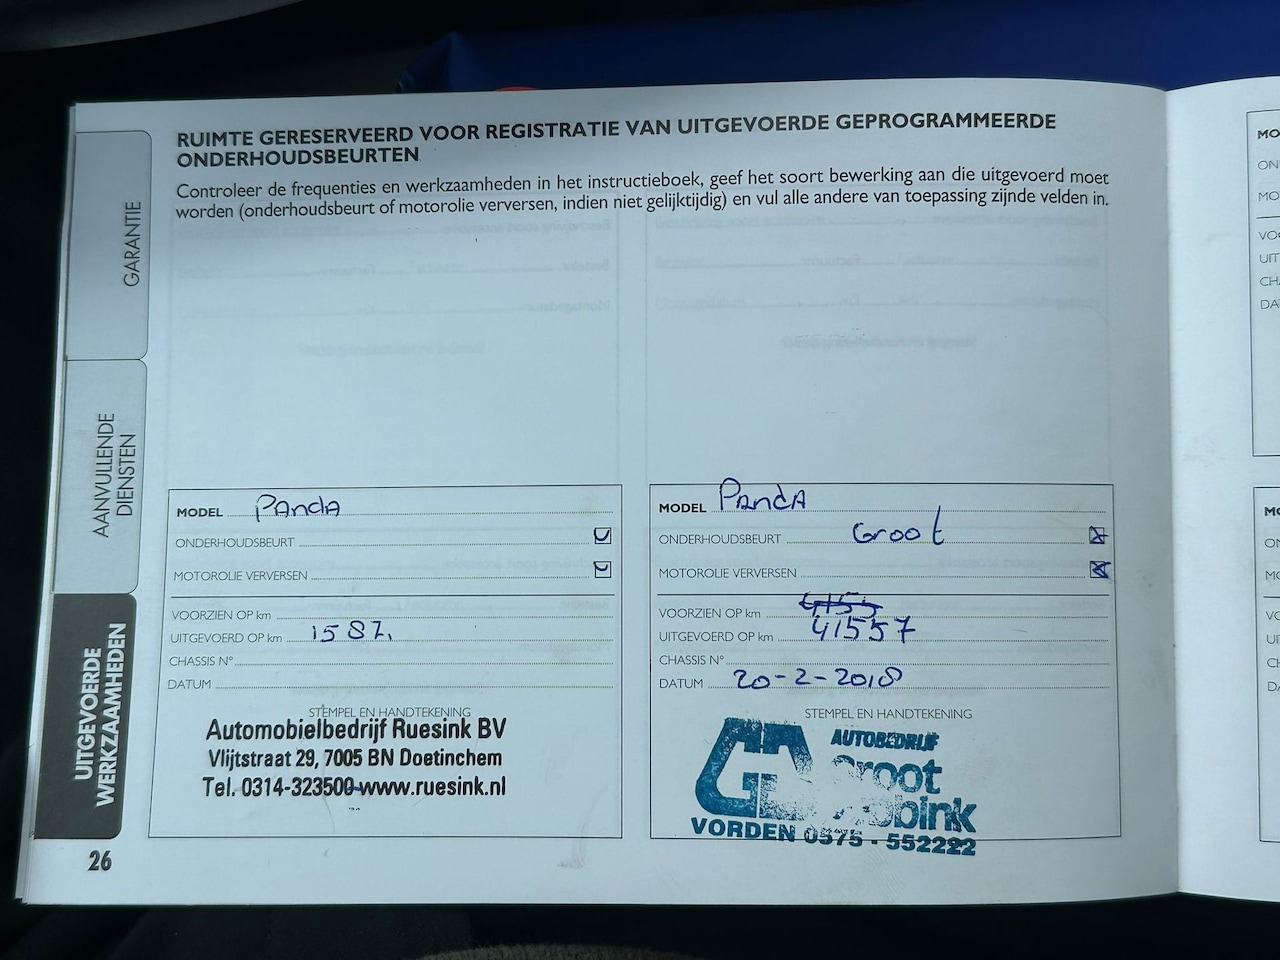 RUIMTE GERESERVEERD VOOR REGISTRATIE VAN UITGEVOERDE GEPROGRAMMEERDE
ONDERHOUDSBEURTEN
Controleer de frequenties en werkzaamheden in het instructieboek, geef het soort bewerking aan die uitgevoerd moet
worden (onderhoudsbeurt of motorolie verversen, indien niet gelijktijdig) en vul alle andere van toepassing zijnde velden in.
GARANTIE
AANVULLENDE
DIENSTEN
UITGEVOERDE
WERKZAAMHEDEN
26
MODEL PANdA
ONDERHOUDSBEURT
MOTOROLIE VERVERSEN
VOORZIEN OP km
UITGEVOERD OP km
CHASSIS N°
DATUM
STEMPEL EN HANDTEKENING
Automobielbedrijf Ruesink BV
Vlijtstraat 29, 7005 BN Doetinchem
Tel. 0314-323500-www.ruesink.nl
MODEL PANdA
ONDERHOUDSBEURT Groot
MOTOROLIE VERVERSEN
VOORZIEN OP km
UITGEVOERD OP km 41557
CHASSIS N°
DATUM 20-2-2018
STEMPEL EN HANDTEKENING
AUTOBEDRIJF
Groot
bbink
VORDEN 0575 - 552222